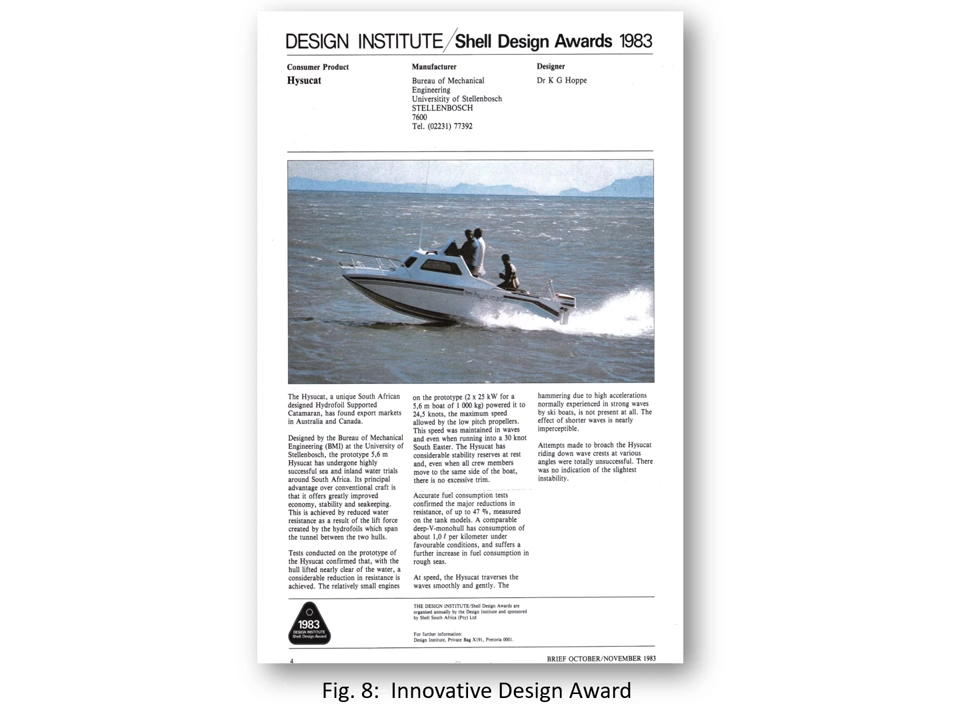 DESIGN INSTITUTE/Shell Design Awards 1983
Consumer Product
Hysucat
Manufacturer
Bureau of Mechanical
Engineering
Universitity of Stellenbosch
STELLENBOSCH
7600
Tel. (02231) 77392
Designer
Dr K G Hoppe
The Hysucat, a unique South African
designed Hydrofoil Supported
Catamaran, has found export markets
in Australia and Canada.
Designed by the Bureau of Mechanical
Engineering (BMI) at the University of
Stellenbosch, the prototype 5,6 m
Hysucat has undergone highly
successful sea and inland water trials
around South Africa. Its principal
advantage over conventional craft is
that it offers greatly improved
economy, stability and seakeeping.
This is achieved by reduced water
resistance as a result of the lift force
created by the hydrofoils which span
the tunnel between the two hulls.
Tests conducted on the prototype of
the Hysucat confirmed that, with the
hull lifted nearly clear of the water, a
considerable reduction in resistance is
achieved. The relatively small engines
on the prototype (2 x 25 kW for a
5,6 m boat of 1 000 kg) powered it to
24,5 knots, the maximum speed
allowed by the low pitch propellers.
This speed was maintained in waves
and even when running into a 30 knot
South Easter. The Hysucat has
considerable stability reserves at rest
and, even when all crew members
move to the same side of the boat,
there is no excessive trim.
Accurate fuel consumption tests
confirmed the major reductions in
resistance, of up to 47 %, measured
on the tank models. A comparable
deep-V-monohull has consumption of
about 1,0 ℓ per kilometer under
favourable conditions, and suffers a
further increase in fuel consumption in
rough seas.
At speed, the Hysucat traverses the
waves smoothly and gently. The
hammering due to high accelerations
normally experienced in strong waves
by ski boats, is not present at all. The
effect of shorter waves is nearly
imperceptible.
Attempts made to broach the Hysucat
riding down wave crests at various
angles were totally unsuccessful. There
was no indication of the slightest
instability.
1983
DESIGN INSTITUTE
Shell Design Award
THE DESIGN INSTITUTE/Shell Design Awards are
organised annually by the Design Institute and sponsored
by Shell South Africa (Pty) Ltd
For further information:
Design Institute, Private Bag X191, Pretoria 0001.
4
BRIEF OCTOBER/NOVEMBER 1983
Fig. 8: Innovative Design Award